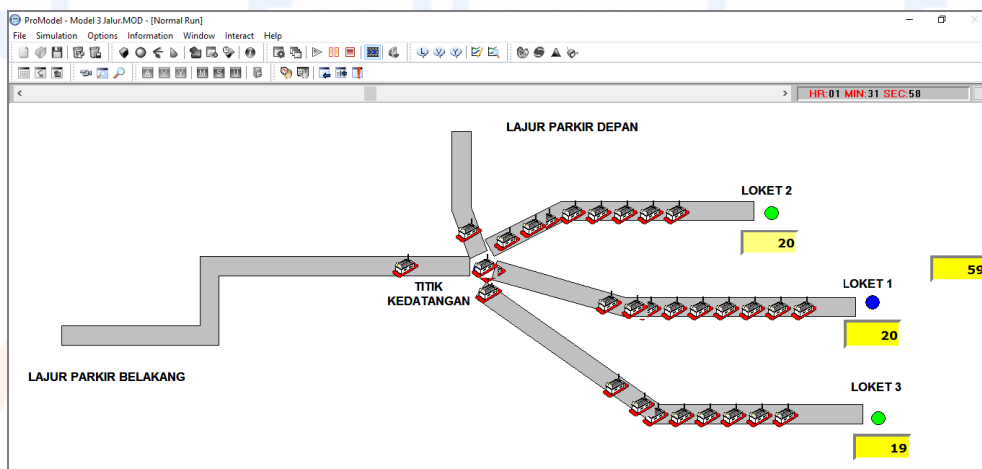 ProModel - Model 3 Jalur.MOD - [Normal Run]
File Simulation Options Information Window Interact Help
HR:01 MIN:31 SEC:58
LAJUR PARKIR DEPAN
LOKET 2
20
59
TITIK
KEDATANGAN
LOKET 1
20
LAJUR PARKIR BELAKANG
LOKET 3
19